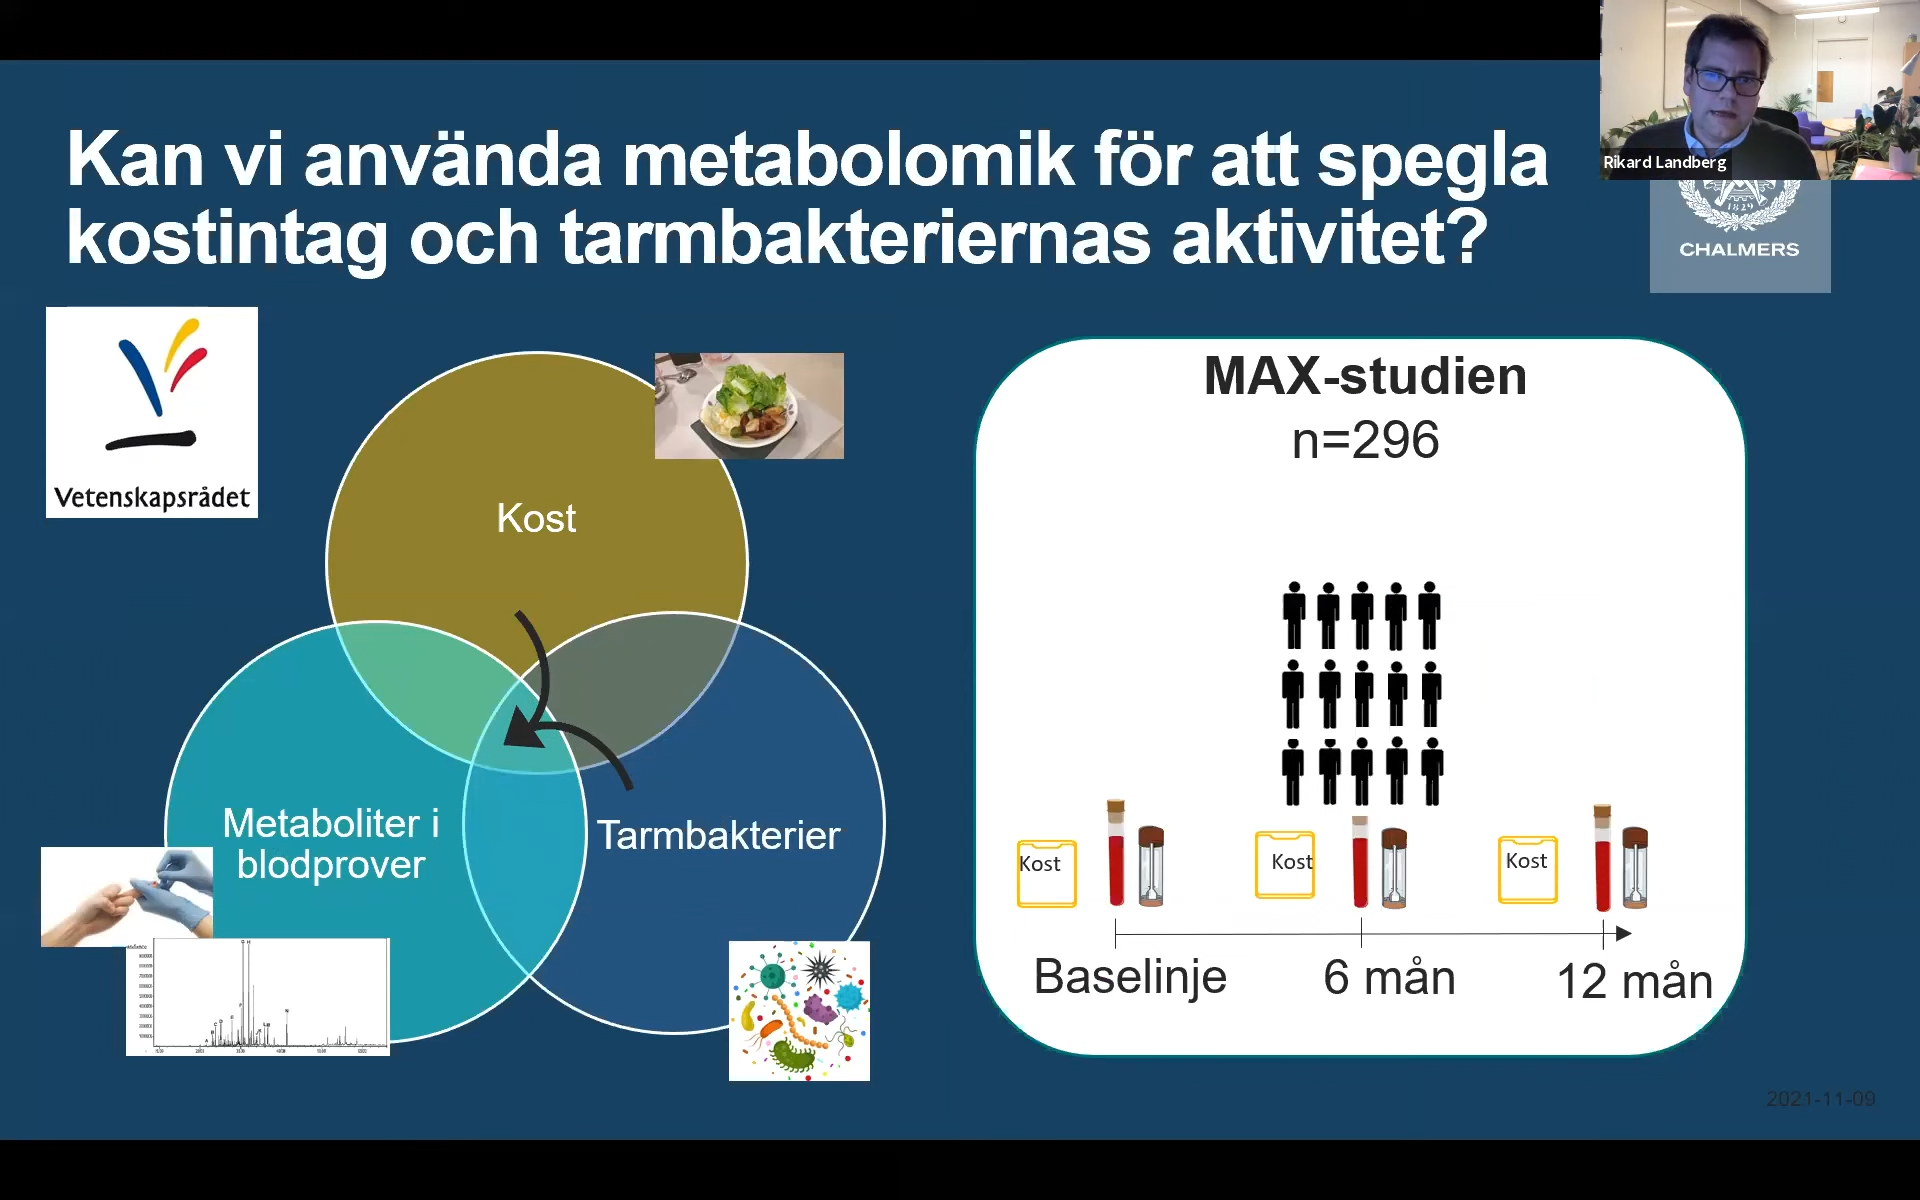 Kan vi använda metabolomik för att spegla
kostintag och tarmbakteriernas aktivitet?
Rikard Landberg
1829
CHALMERS
Vetenskapsrådet
Kost
Metaboliter i
blodprover
Tarmbakterier
MAX-studien
n=296
Kost
Kost
Kost
Baselinje
6 mån
12 mån
2021-11-09